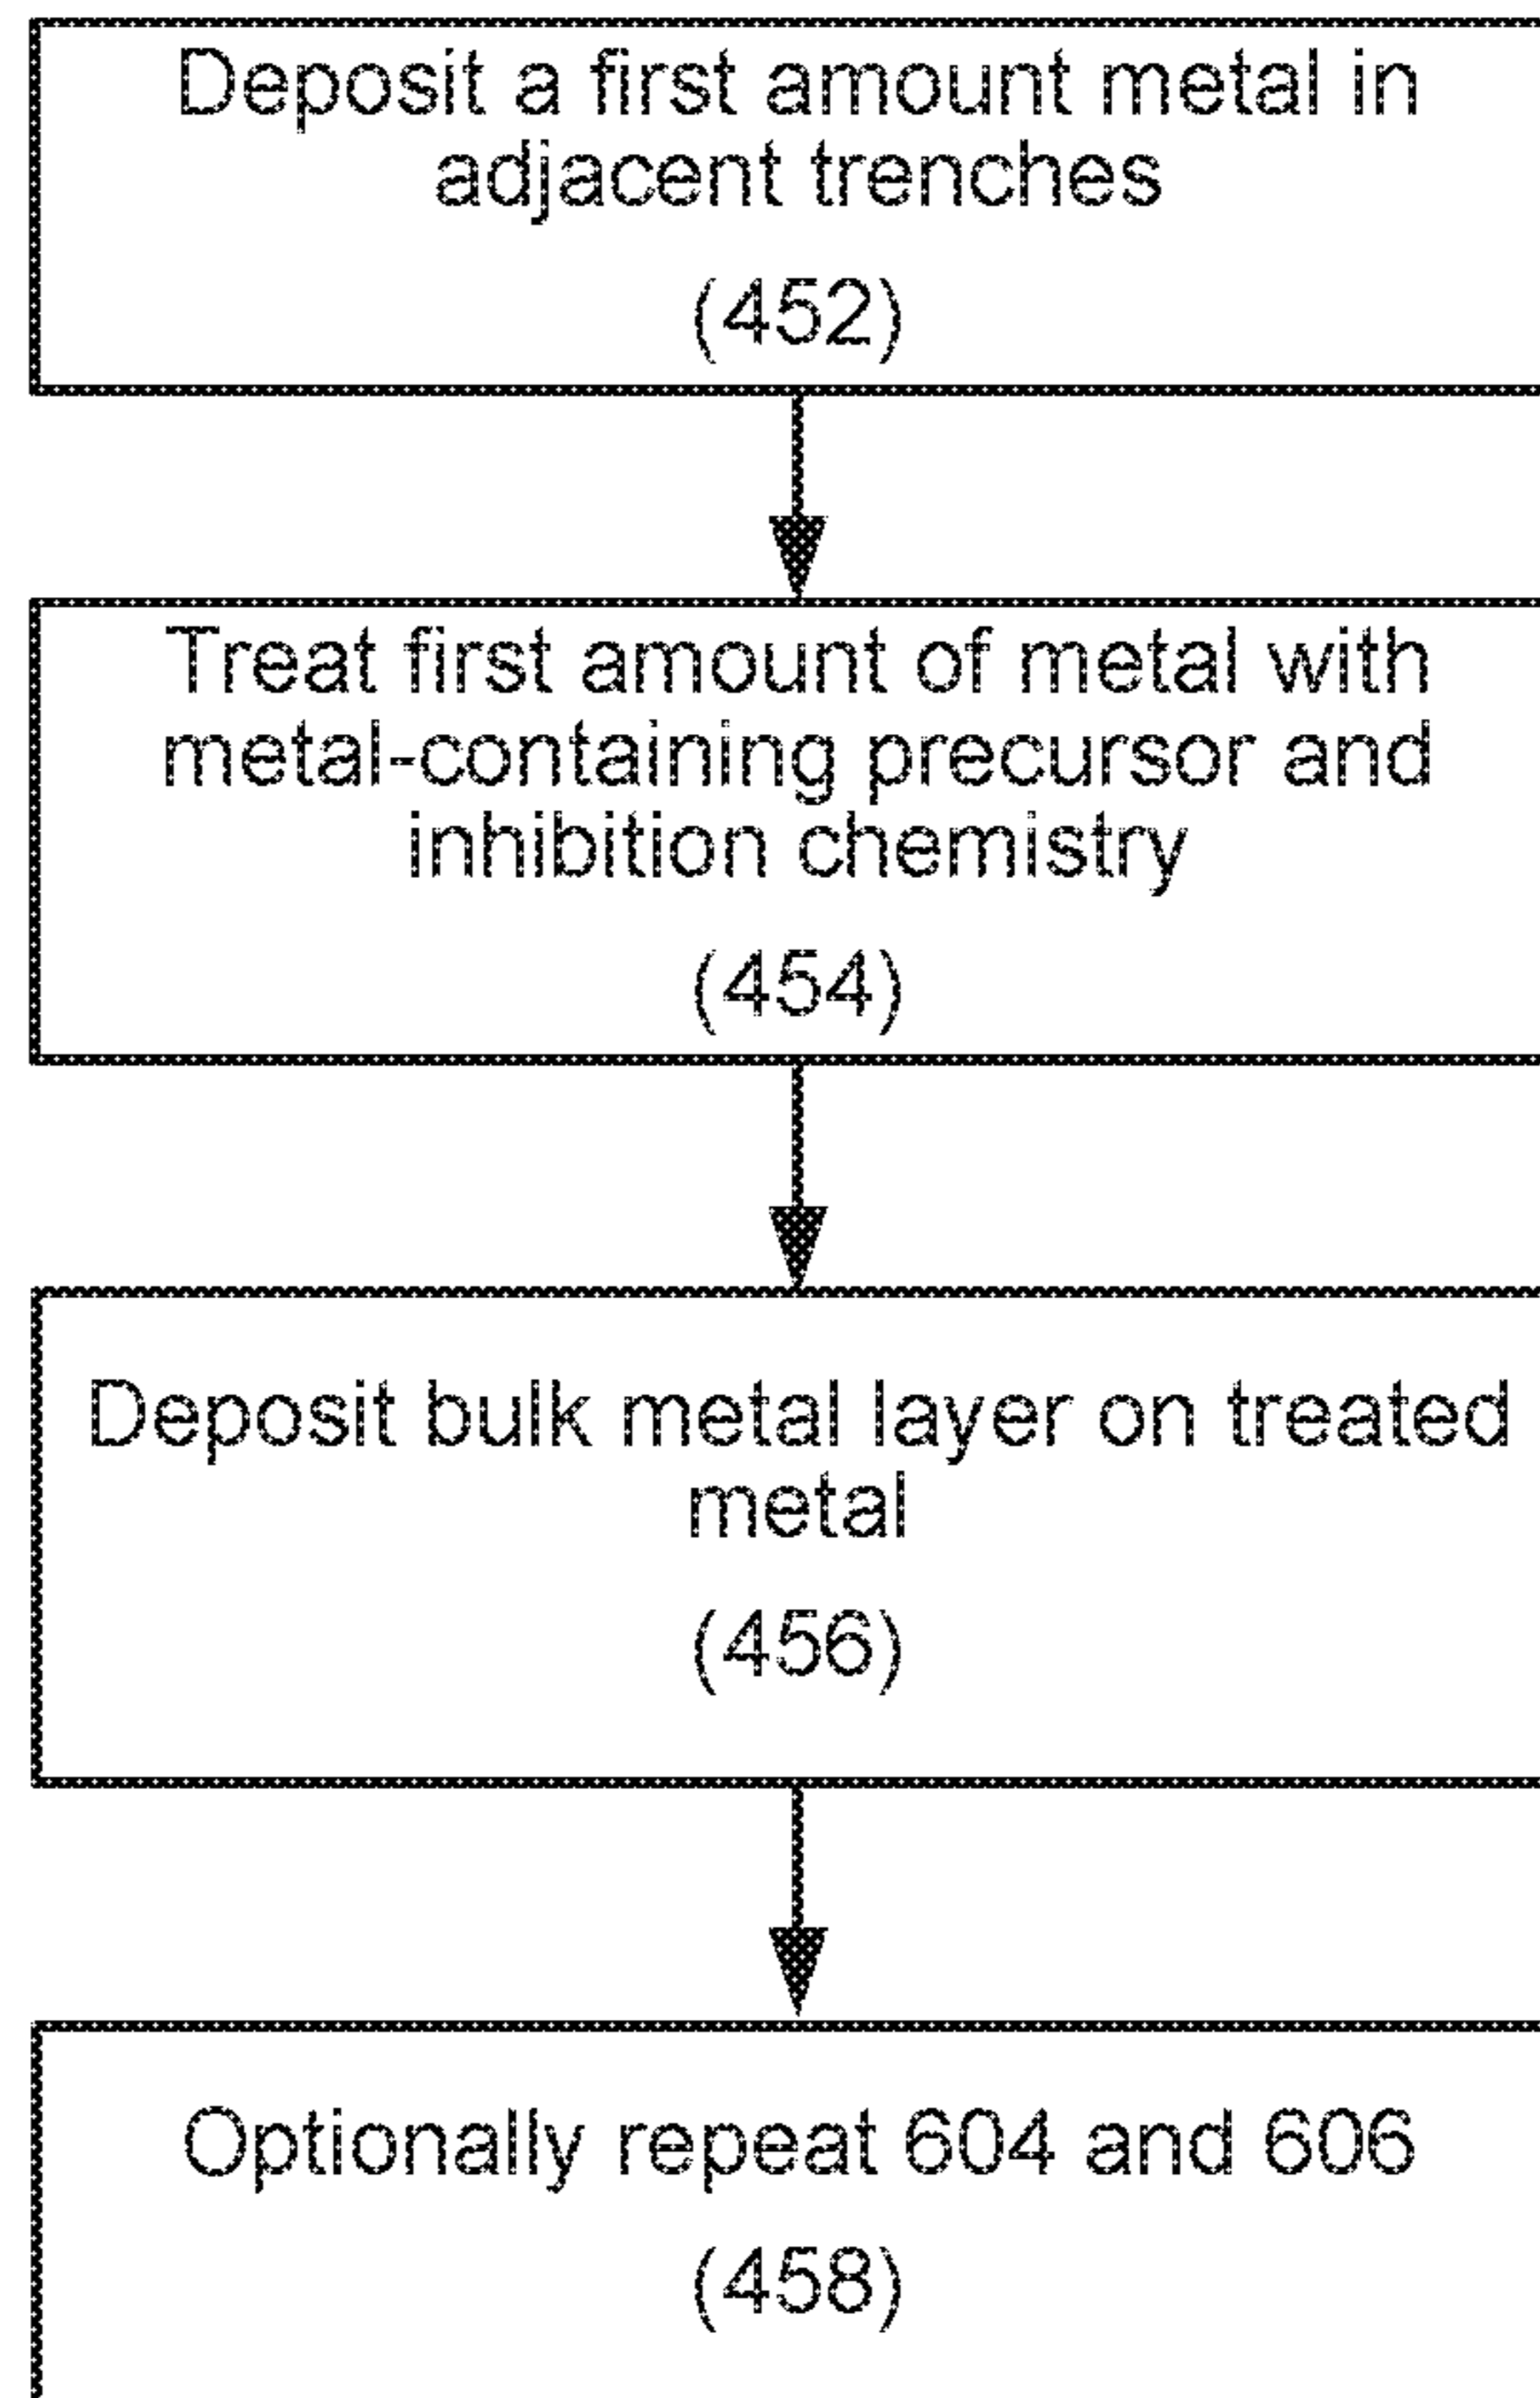 Deposit a first amount metal in
adjacent trenches
(452)
Treat first amount of metal with
metal-containing precursor and
inhibition chemistry
(454)
Deposit bulk metal layer on treated
metal
(456)
Optionally repeat 604 and 606
(458)